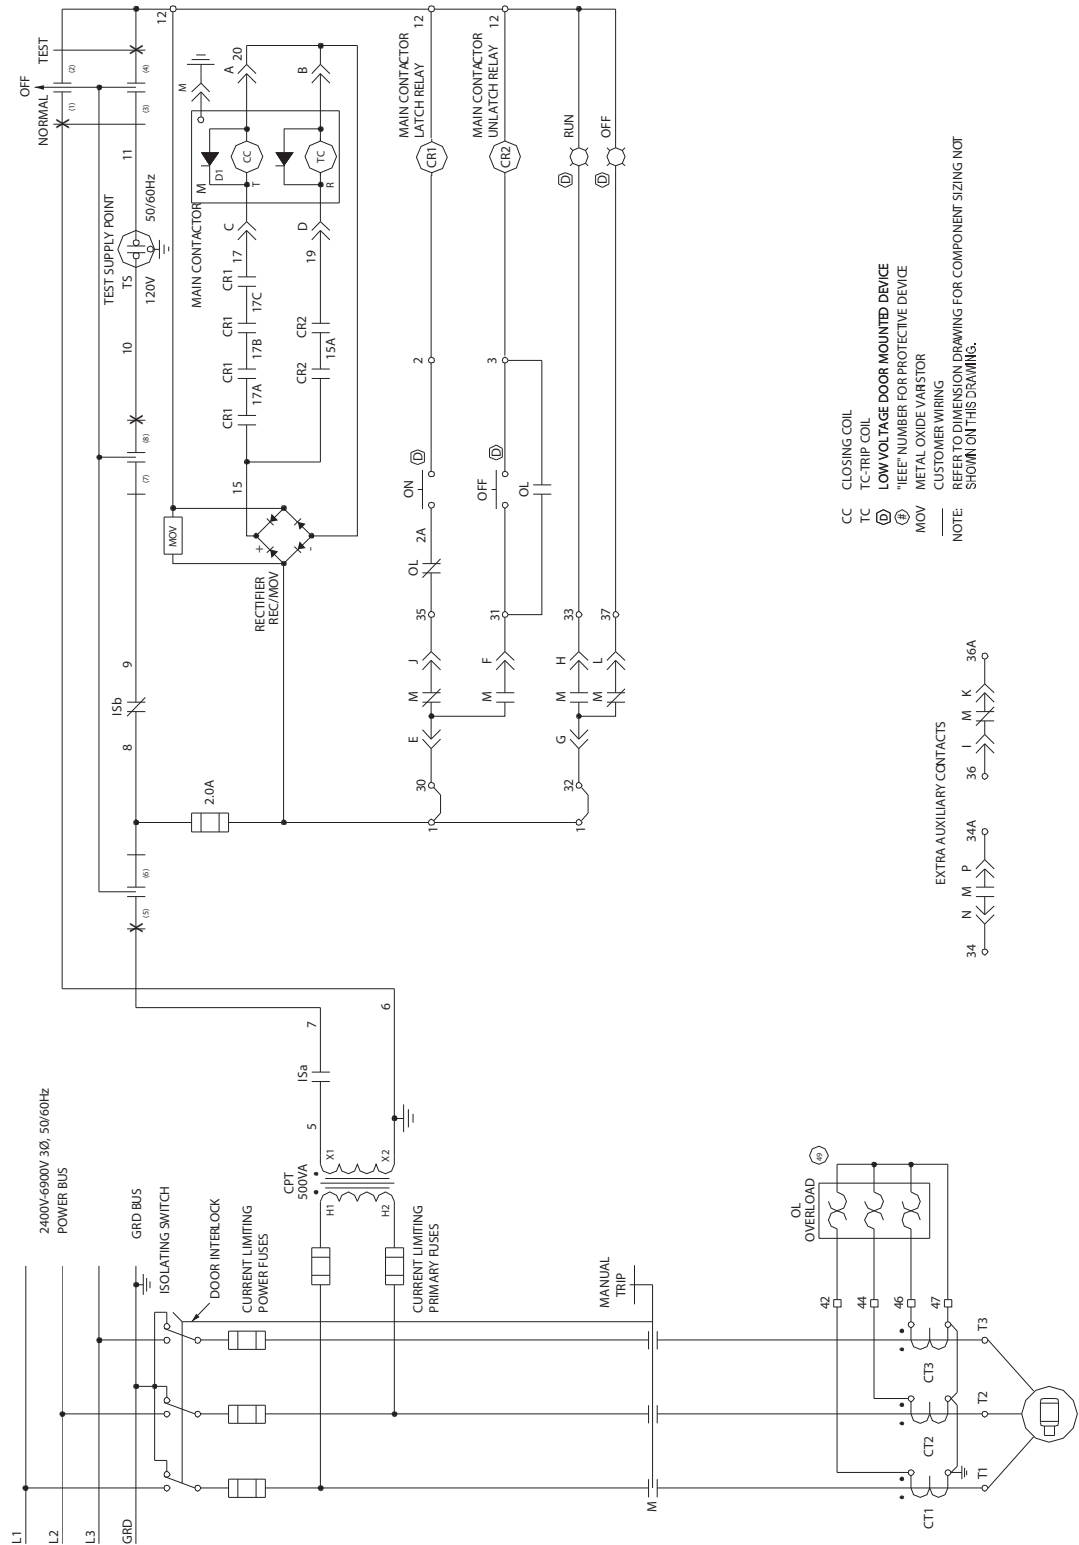 L1
L2
L3
GRD
2400V-6900V 3Ø, 50/60Hz
POWER BUS
GRD BUS
ISOLATING SWITCH
DOOR INTERLOCK
CURRENT LIMITING
POWER FUSES
CPT
500VA
H1
H2
X1
X2
5
ISa
7
6
CURRENT LIMITING
PRIMARY FUSES
MANUAL
TRIP
M
OL
OVERLOAD
49
42
44
46
47
CT1
CT2
CT3
T1
T2
T3
(5)
(6)
8
ISb
9
(7)
(8)
10
TEST SUPPLY POINT
TS
120V
50/60Hz
11
(3)
(4)
(1)
(2)
NORMAL
OFF
TEST
12
2.0A
MOV
RECTIFIER
REC/MOV
+
-
15
CR1
17A
CR1
17B
CR1
17C
CR1
17
C
CR2
15A
CR2
19
D
MAIN CONTACTOR
M
D1
CC
T
TC
R
M
A
20
B
1
30
E
M
J
35
OL
2A
ON
D
2
MAIN CONTACTOR
LATCH RELAY
CR1
12
M
F
31
OFF
D
OL
3
MAIN CONTACTOR
UNLATCH RELAY
CR2
12
1
32
G
M
H
33
D
RUN
M
L
37
D
OFF
EXTRA AUXILIARY CONTACTS
34
N
M
P
34A
36
I
M
K
36A
CC CLOSING COIL
TC TC-TRIP COIL
D LOW VOLTAGE DOOR MOUNTED DEVICE
# "IEEE" NUMBER FOR PROTECTIVE DEVICE
MOV METAL OXIDE VARISTOR
CUSTOMER WIRING
NOTE: REFER TO DIMENSION DRAWING FOR COMPONENT SIZING NOT
SHOWN ON THIS DRAWING.